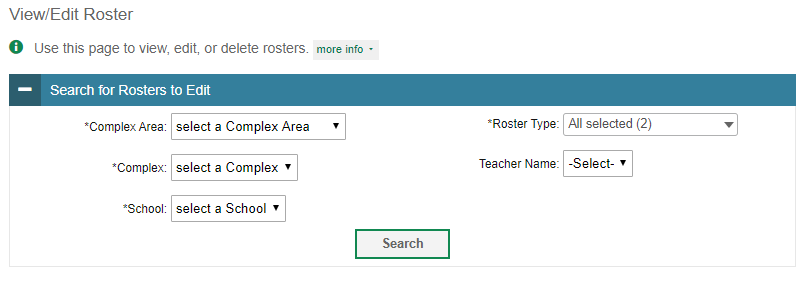 View/Edit Roster
Use this page to view, edit, or delete rosters. more info
Search for Rosters to Edit
*Complex Area: select a Complex Area
*Roster Type: All selected (2)
*Complex: select a Complex
Teacher Name: -Select-
*School: select a School
Search